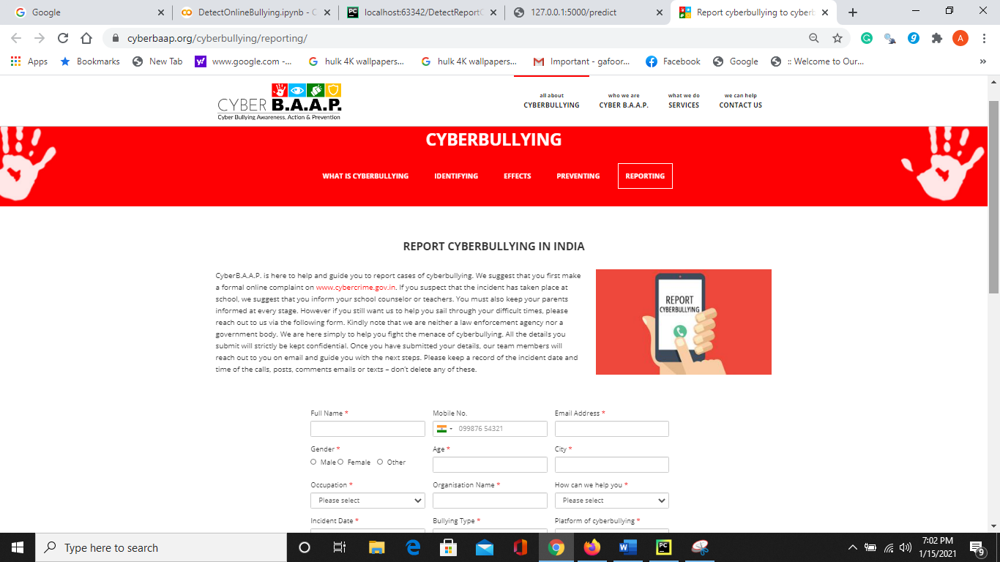 Google
DetectOnlineBullying.ipynb - C
localhost:63342/DetectReportC
127.0.0.1:5000/predict
Report cyberbullying to cyberb
cyberbaap.org/cyberbullying/reporting/
A
Apps
Bookmarks
New Tab
www.google.com -...
hulk 4K wallpapers...
hulk 4K wallpapers...
Important - gafoor...
Facebook
Google
:: Welcome to Our...
CYBER B.A.A.P.
Cyber Bullying Awareness, Action & Prevention
all about
CYBERBULLYING
who we are
CYBER B.A.A.P.
what we do
SERVICES
we can help
CONTACT US
CYBERBULLYING
WHAT IS CYBERBULLYING
IDENTIFYING
EFFECTS
PREVENTING
REPORTING
REPORT CYBERBULLYING IN INDIA
CyberB.A.A.P. is here to help and guide you to report cases of cyberbullying. We suggest that you first make
a formal online complaint on www.cybercrime.gov.in. If you suspect that the incident has taken place at
school, we suggest that you inform your school counselor or teachers. You must also keep your parents
informed at every stage. However if you still want us to help you sail through your difficult times, please
reach out to us via the following form. Kindly note that we are neither a law enforcement agency nor a
government body. We are here simply to help you fight the menace of cyberbullying. All the details you
submit will strictly be kept confidential. Once you have submitted your details, our team members will
reach out to you on email and guide you with the next steps. Please keep a record of the incident date and
time of the calls, posts, comments emails or texts – don't delete any of these.
REPORT
CYBERBULLYING
Full Name *
Mobile No.
Email Address *
099876 54321
Gender *
Age *
City *
Male
Female
Other
Occupation *
Organisation Name *
How can we help you *
Please select
Please select
Incident Date *
Bullying Type *
Platform of cyberbullying *
Type here to search
7:02 PM
1/15/2021
9